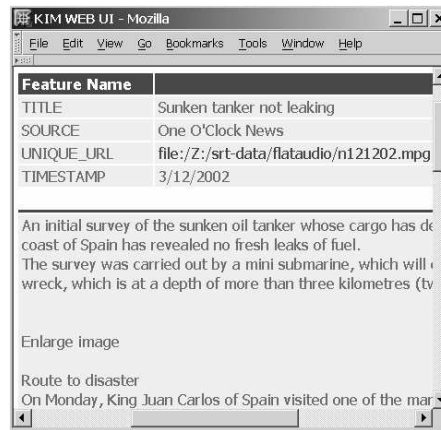 KIM WEB UI - Mozilla
File Edit View Go Bookmarks Tools Window Help
Feature Name
TITLE Sunken tanker not leaking
SOURCE One O'Clock News
UNIQUE_URL file:/Z:/srt-data/flataudio/n121202.mpg
TIMESTAMP 3/12/2002
An initial survey of the sunken oil tanker whose cargo has de
coast of Spain has revealed no fresh leaks of fuel.
The survey was carried out by a mini submarine, which will
wreck, which is at a depth of more than three kilometres (tw
Enlarge image
Route to disaster
On Monday, King Juan Carlos of Spain visited one of the mar